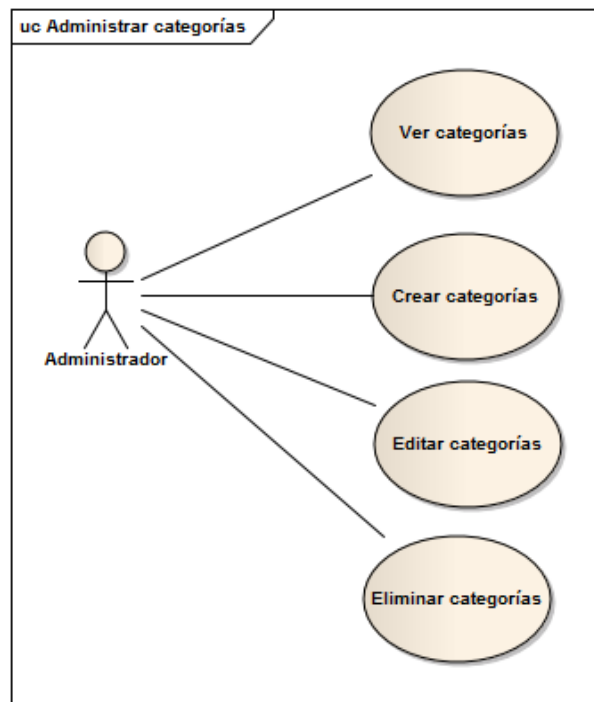 uc Administrar categorías
Ver categorías
Crear categorías
Administrador
Editar categorías
Eliminar categorías